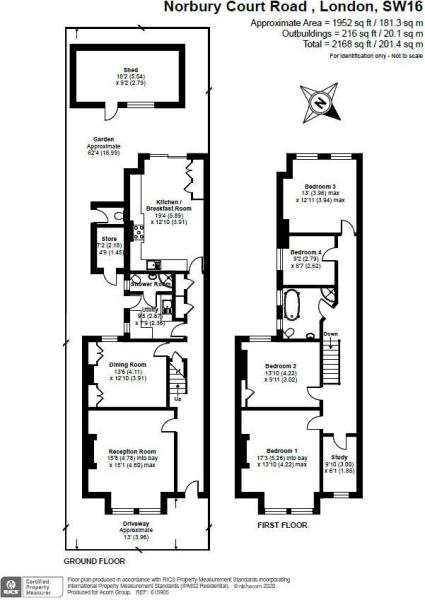 Norbury Court Road , London, SW16
Approximate Area = 1952 sq ft / 181.3 sq m
Outbuildings = 216 sq ft / 20.1 sq m
Total = 2168 sq ft / 201.4 sq m
For identification only - Not to scale
Shed
18'2 (5.54)
x 9'2 (2.79)
N
Garden
Approximate
62'4 (18.99)
Kitchen /
Breakfast Room
19'4 (5.89)
x 12'10 (3.91)
Store
7'2 (2.18)
4'9 (1.45)
Shower Room
Utility
9'5 (2.87)
x 7'9 (2.36)
Dining Room
13'6 (4.11)
x 12'10 (3.91)
Up
Reception Room
15'8 (4.78) into bay
x 15'1 (4.60) max
Driveway
Approximate
13' (3.96)
GROUND FLOOR
Bedroom 3
13' (3.96) max
x 12'11 (3.94) max
Bedroom 4
9'2 (2.79)
x 8'7 (2.62)
Down
Bedroom 2
13'10 (4.22)
x 9'11 (3.02)
Bedroom 1
17'3 (5.26) into bay
x 13'10 (4.22) max
Study
9'10 (3.00)
x 6'1 (1.85)
FIRST FLOOR
RICS
Certified
Property
Measurer
Floor plan produced in accordance with RICS Property Measurement Standards incorporating
International Property Measurement Standards (IPMS2 Residential). © nichecom 2020.
Produced for Acorn Group. REF: 615905